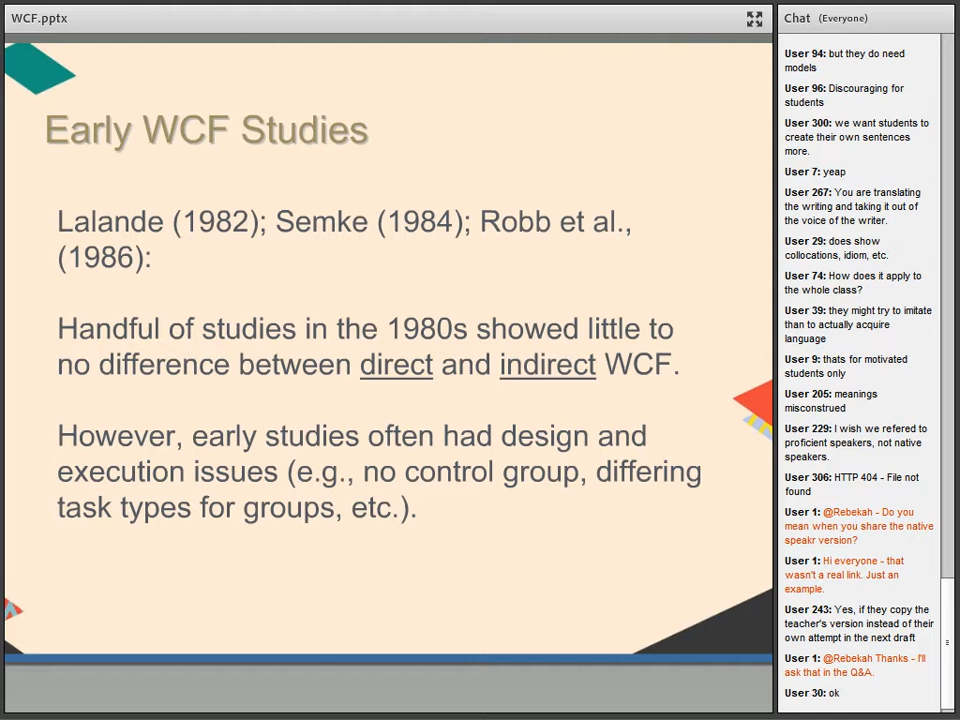 WCF.pptx
Early WCF Studies
Lalande (1982); Semke (1984); Robb et al.,
(1986):
Handful of studies in the 1980s showed little to
no difference between direct and indirect WCF.
However, early studies often had design and
execution issues (e.g., no control group, differing
task types for groups, etc.).
Chat (Everyone)
User 94: but they do need
models
User 96: Discouraging for
students
User 300: we want students to
create their own sentences
more.
User 7: yeap
User 267: You are translating
the writing and taking it out of
the voice of the writer.
User 29: does show
collocations, idiom, etc.
User 74: How does it apply to
the whole class?
User 39: they might try to imitate
than to actually acquire
language
User 9: thats for motivated
students only
User 205: meanings
misconstrued
User 229: I wish we refered to
proficient speakers, not native
speakers.
User 306: HTTP 404 - File not
found
User 1: @Rebekah - Do you
mean when you share the native
speakr version?
User 1: Hi everyone - that
wasn't a real link. Just an
example.
User 243: Yes, if they copy the
teacher's version instead of their
own attempt in the next draft
User 1: @Rebekah Thanks - I'll
ask that in the Q&A.
User 30: ok